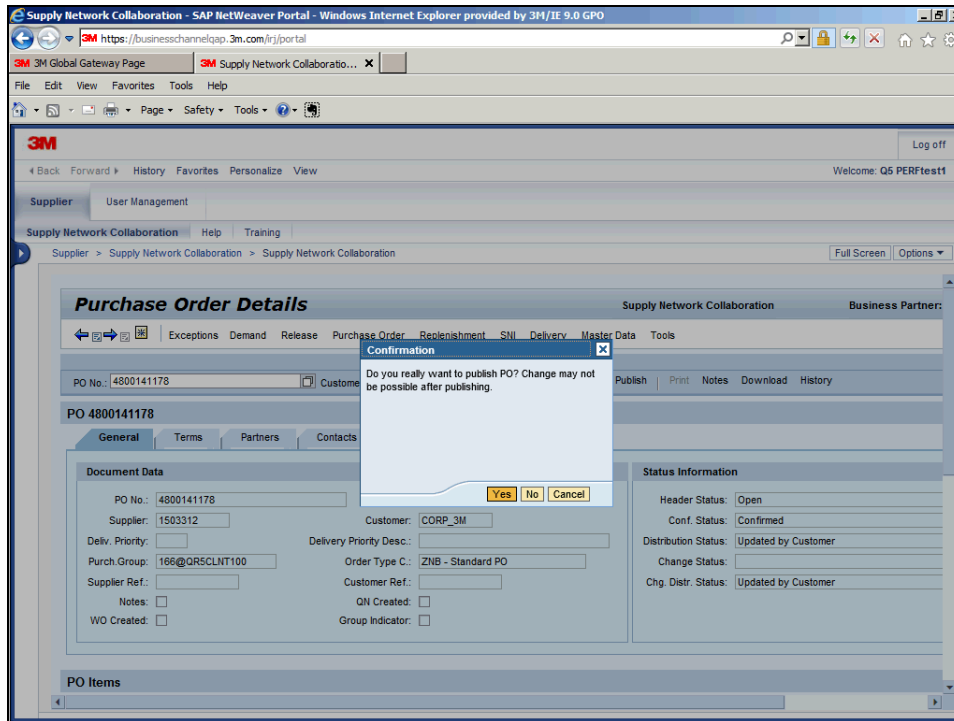 Supply Network Collaboration - SAP NetWeaver Portal - Windows Internet Explorer provided by 3M/IE 9.0 GPO
3M https://businesschannelqap.3m.com/irj/portal
3M 3M Global Gateway Page 3M Supply Network Collaboratio... X
File Edit View Favorites Tools Help
Page Safety Tools
3M Log off
Back Forward History Favorites Personalize View Welcome: Q5 PERFtest1
Supplier User Management
Supply Network Collaboration Help Training
Supplier > Supply Network Collaboration > Supply Network Collaboration Full Screen Options
Purchase Order Details Supply Network Collaboration Business Partner:
Exceptions Demand Release Purchase Order Replenishment SNI Delivery Master Data Tools
Confirmation
Do you really want to publish PO? Change may not
be possible after publishing.
Yes No Cancel
PO No.: 4800141178 Custome Publish Print Notes Download History
PO 4800141178
General Terms Partners Contacts
Document Data Status Information
PO No.: 4800141178 Header Status: Open
Supplier: 1503312 Customer: CORP_3M Conf. Status: Confirmed
Deliv. Priority: Delivery Priority Desc.: Distribution Status: Updated by Customer
Purch.Group: 166@QR5CLNT100 Order Type C.: ZNB - Standard PO Change Status:
Supplier Ref.: Customer Ref.: Chg. Distr. Status: Updated by Customer
Notes: QN Created:
WO Created: Group Indicator:
PO Items